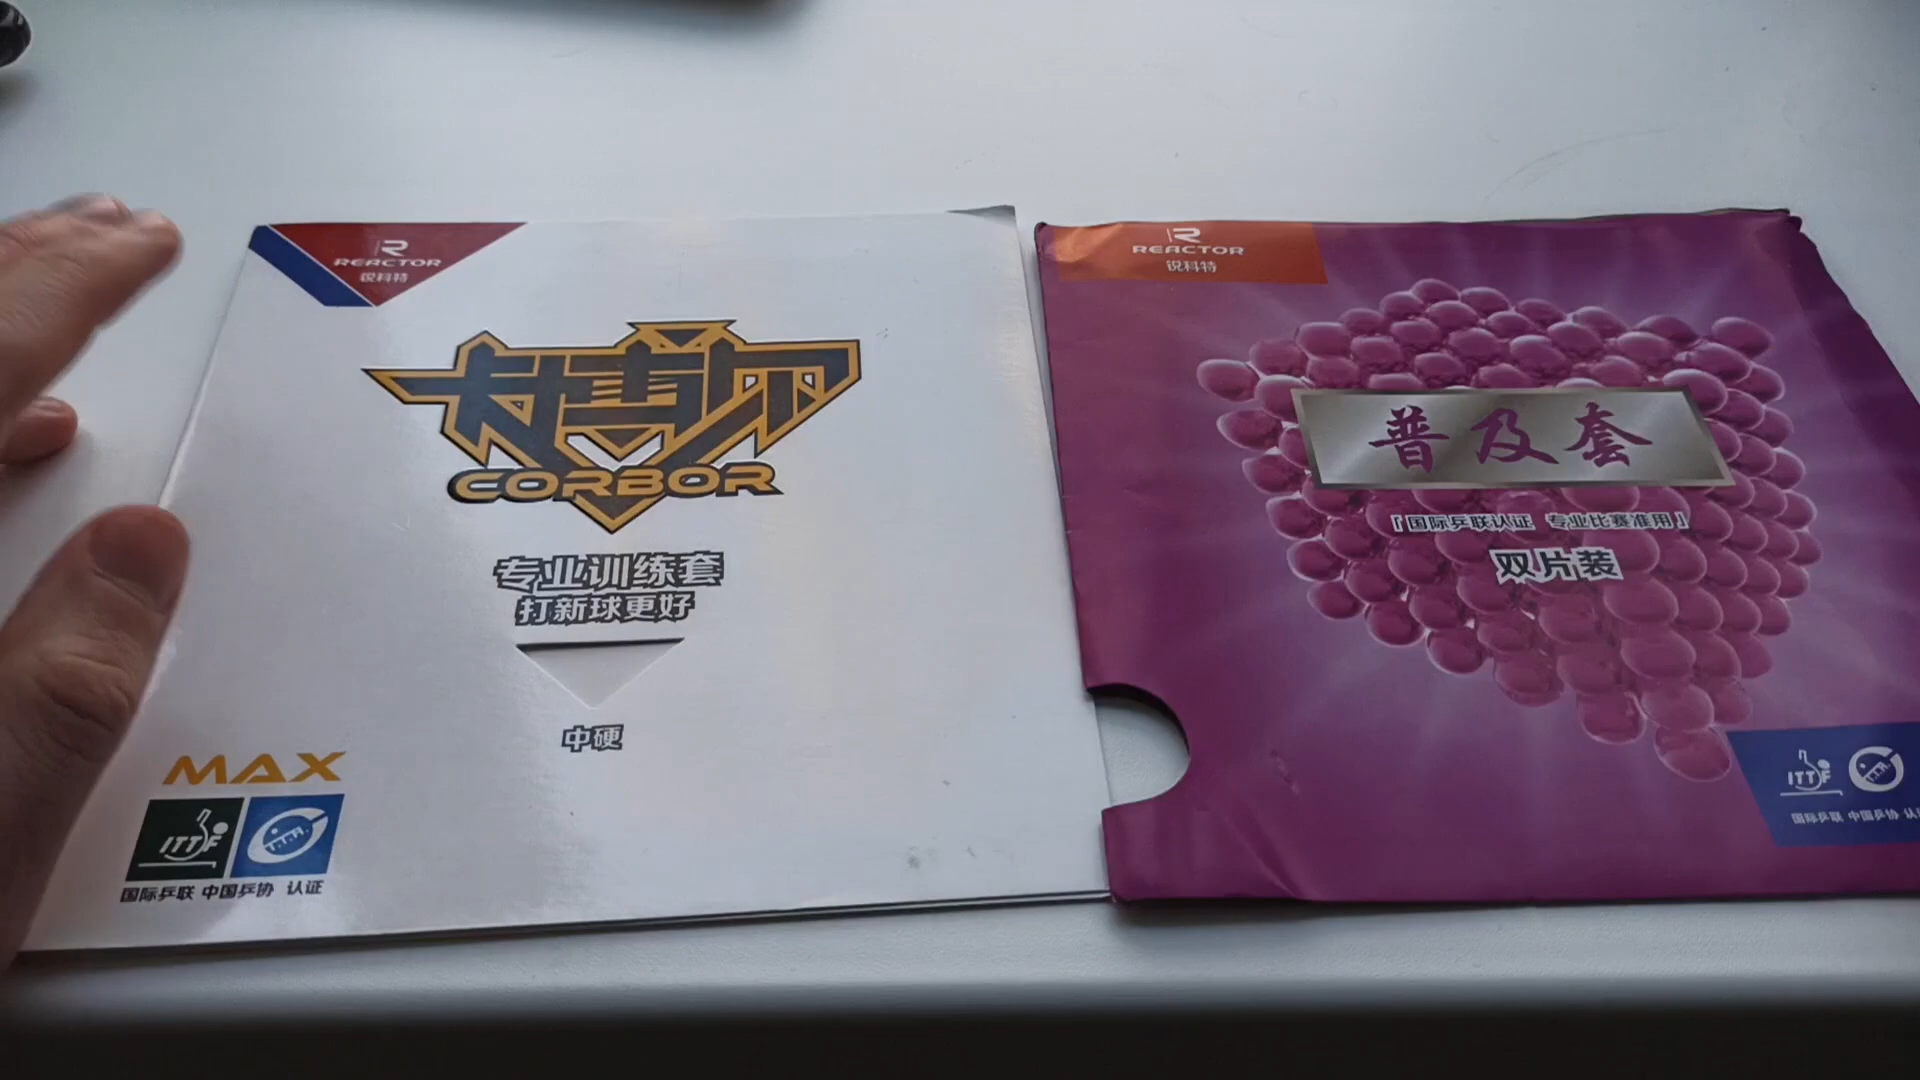 REACTOR
锐科特
卡博尔
CORBOR
专业训练套
打新球更好
中硬
MAX
ITTF
国际乒联 中国乒协 认证
REACTOR
锐科特
普及套
「国际乒联认证 专业比赛准用」
双片装
ITTF
国际乒联 中国乒协 认